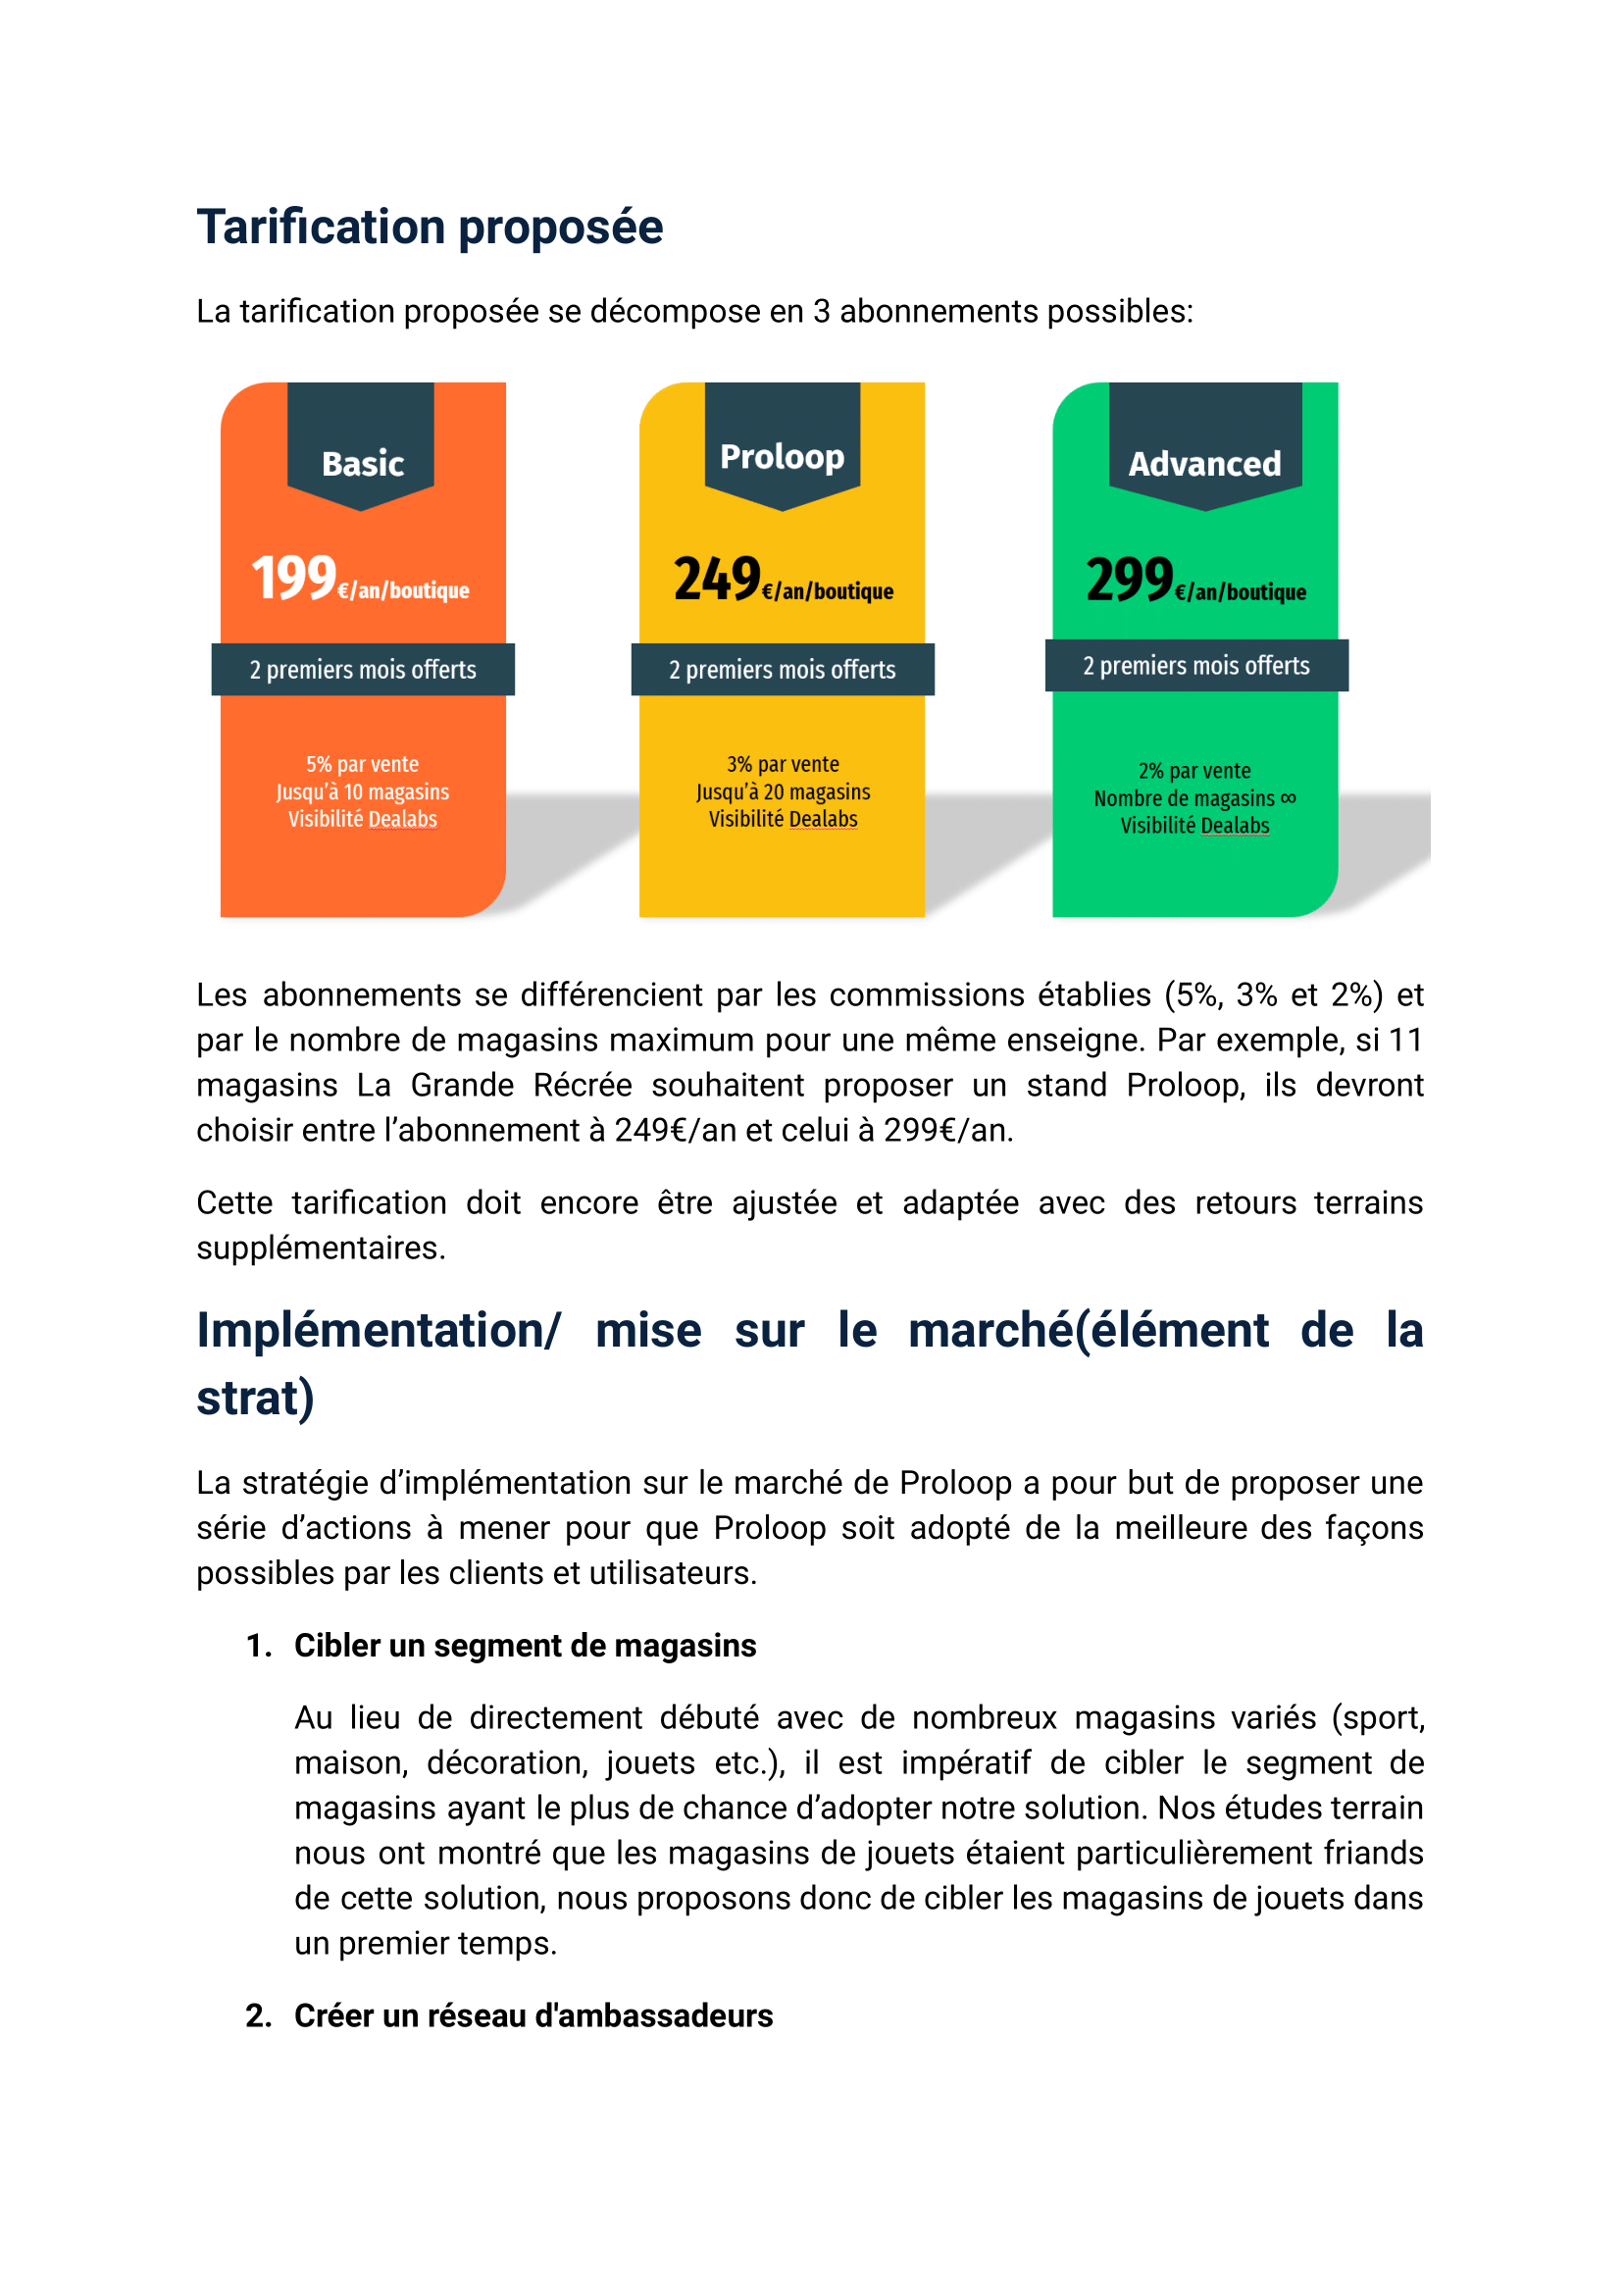 Tarification proposée
La tarification proposée se décompose en 3 abonnements possibles:
Basic
199€/an/boutique
2 premiers mois offerts
5% par vente
Jusqu'à 10 magasins
Visibilité Dealabs
Proloop
249€/an/boutique
2 premiers mois offerts
3% par vente
Jusqu'à 20 magasins
Visibilité Dealabs
Advanced
299€/an/boutique
2 premiers mois offerts
2% par vente
Nombre de magasins ∞
Visibilité Dealabs
Les abonnements se différencient par les commissions établies (5%, 3% et 2%) et
par le nombre de magasins maximum pour une même enseigne. Par exemple, si 11
magasins La Grande Récrée souhaitent proposer un stand Proloop, ils devront
choisir entre l’abonnement à 249€/an et celui à 299€/an.
Cette tarification doit encore être ajustée et adaptée avec des retours terrains
supplémentaires.
Implémentation/ mise sur le marché(élément de la
strat)
La stratégie d’implémentation sur le marché de Proloop a pour but de proposer une
série d’actions à mener pour que Proloop soit adopté de la meilleure des façons
possibles par les clients et utilisateurs.
1. Cibler un segment de magasins
Au lieu de directement débuté avec de nombreux magasins variés (sport,
maison, décoration, jouets etc.), il est impératif de cibler le segment de
magasins ayant le plus de chance d’adopter notre solution. Nos études terrain
nous ont montré que les magasins de jouets étaient particulièrement friands
de cette solution, nous proposons donc de cibler les magasins de jouets dans
un premier temps.
2. Créer un réseau d'ambassadeurs